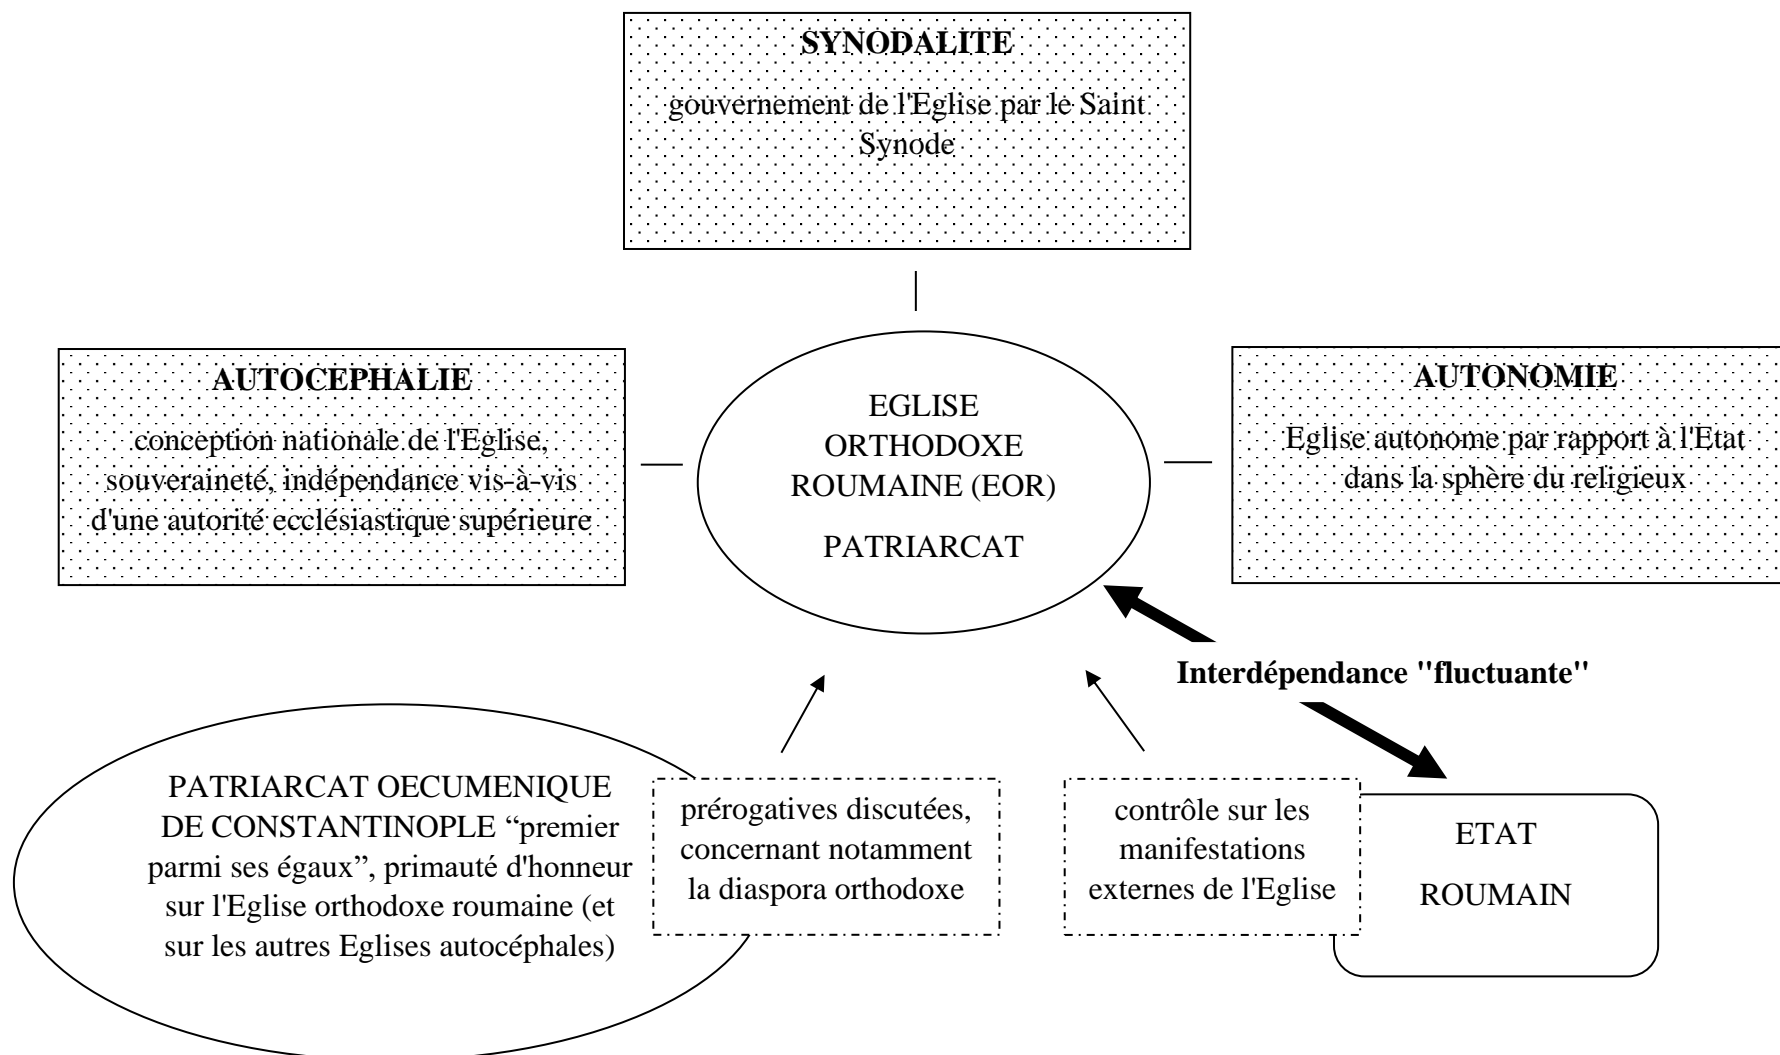 SYNODALITE
gouvernement de l'Eglise par le Saint
Synode
AUTOCEPHALIE
conception nationale de l'Eglise,
souveraineté, indépendance vis-à-vis
d'une autorité ecclésiastique supérieure
EGLISE
ORTHODOXE
ROUMAINE (EOR)
PATRIARCAT
AUTONOMIE
Eglise autonome par rapport à l'Etat
dans la sphère du religieux
Interdépendance "fluctuante"
PATRIARCAT OECUMENIQUE
DE CONSTANTINOPLE “premier
parmi ses égaux”, primauté d'honneur
sur l'Eglise orthodoxe roumaine (et
sur les autres Eglises autocéphales)
prérogatives discutées,
concernant notamment
la diaspora orthodoxe
contrôle sur les
manifestations
externes de l'Eglise
ETAT
ROUMAIN